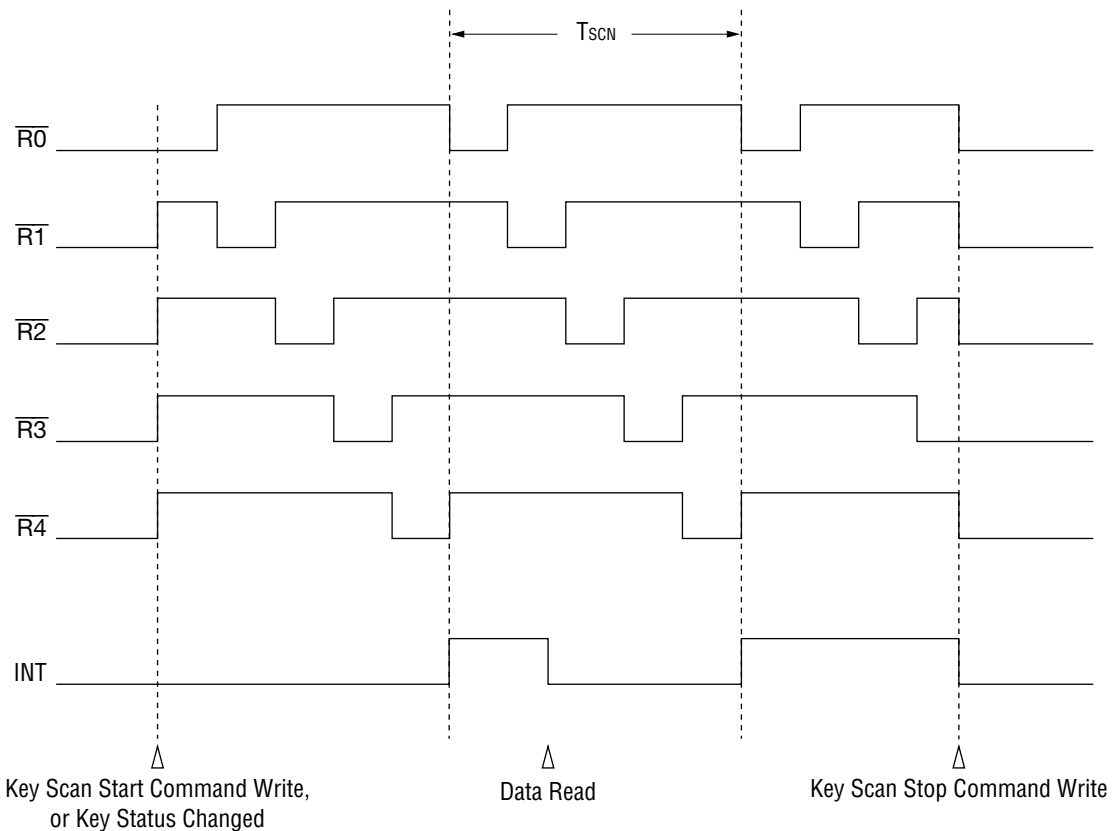 TSCN
R0
R1
R2
R3
R4
INT
Key Scan Start Command Write,
or Key Status Changed
Data Read
Key Scan Stop Command Write